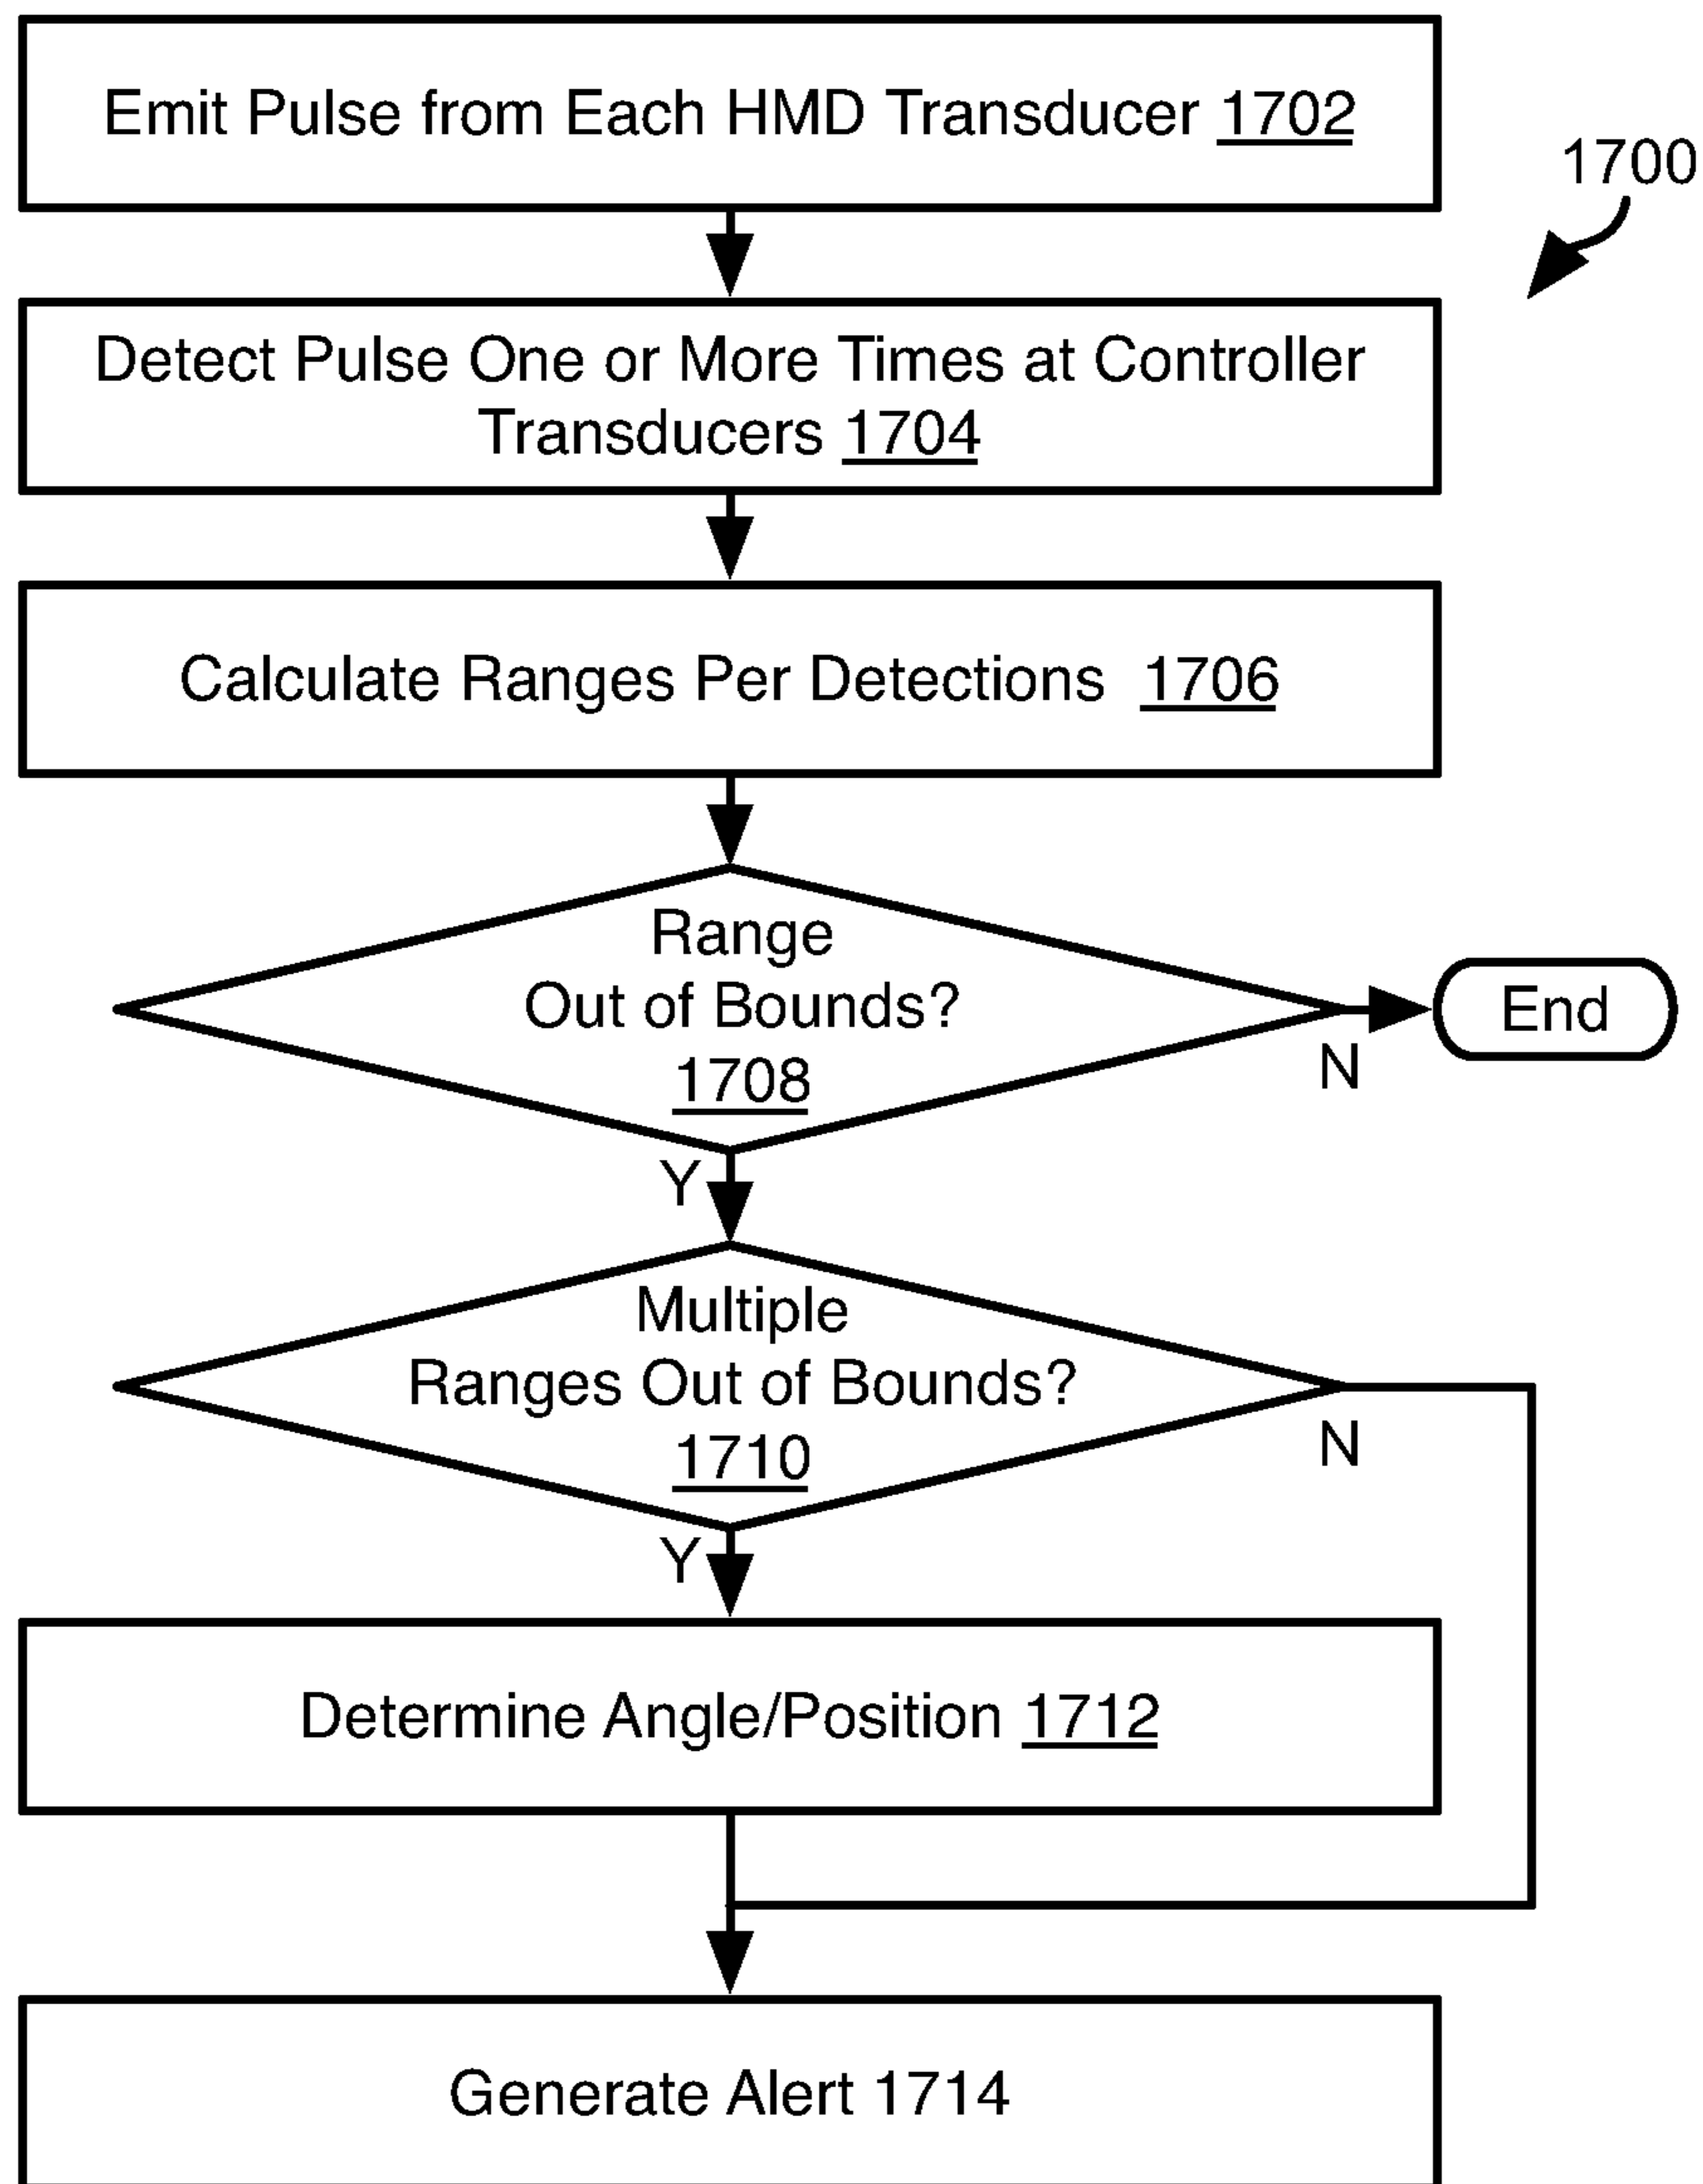 Emit Pulse from Each HMD Transducer 1702
1700
Detect Pulse One or More Times at Controller
Transducers 1704
Calculate Ranges Per Detections 1706
Range
Out of Bounds?
1708
End
N
Y
Multiple
Ranges Out of Bounds?
1710
N
Y
Determine Angle/Position 1712
Generate Alert 1714